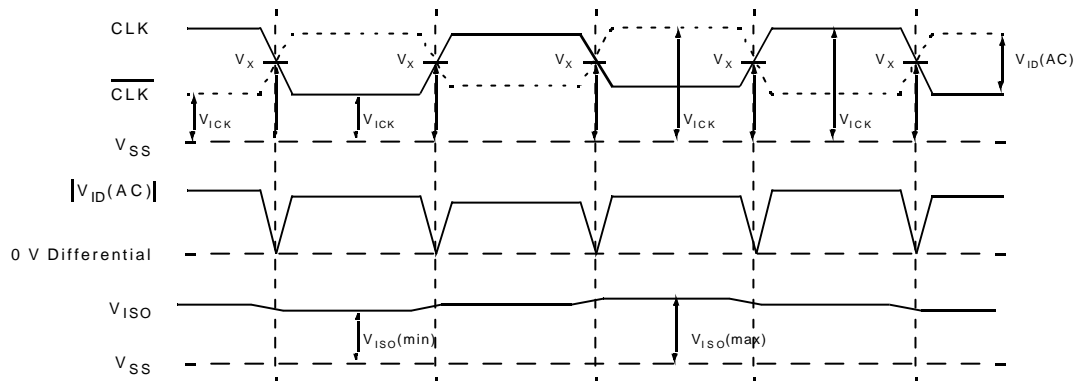 CLK
V_X V_X V_X V_X V_X
V_ID(AC)
CLK
V_ICK V_ICK V_ICK V_ICK
V_SS
|V_ID(AC)|
0 V Differential
V_ISO
V_ISO(min) V_ISO(max)
V_SS